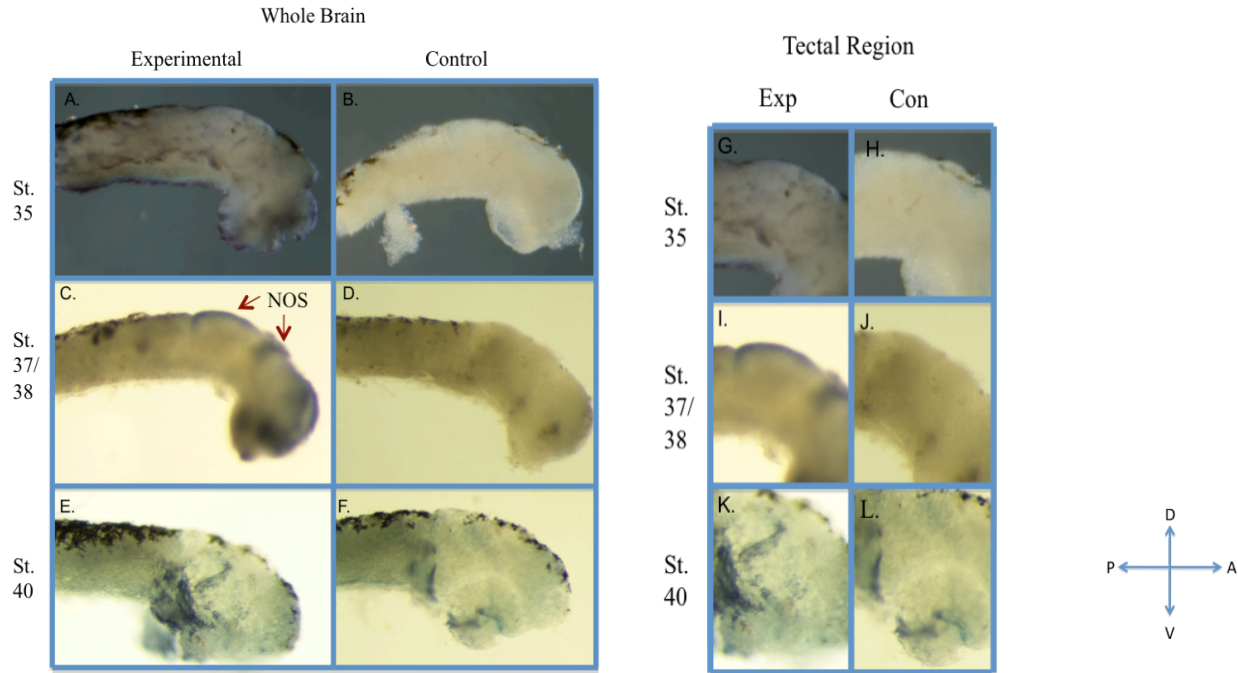 Whole Brain
Experimental
Control
St.
35
A.
B.
St.
37/
38
C.
NOS
D.
St.
40
E.
F.
Tectal Region
Exp
Con
St.
35
G.
H.
St.
37/
38
I.
J.
St.
40
K.
L.
D
P
A
V